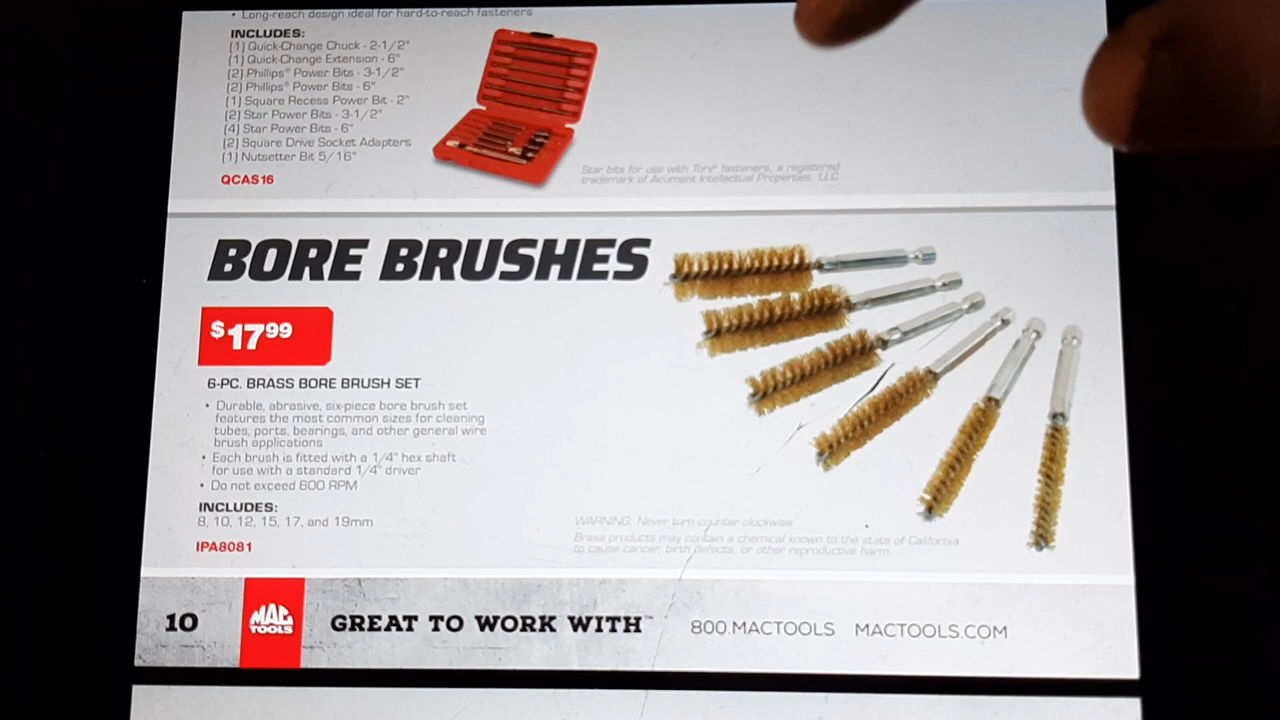 • Long-reach design ideal for hard-to-reach fasteners
INCLUDES:
(1) Quick-Change Chuck - 2-1/2"
(1) Quick-Change Extension - 6"
(2) Phillips® Power Bits - 3-1/2"
(2) Phillips® Power Bits - 6"
(1) Square Recess Power Bit - 2"
(2) Star Power Bits - 3-1/2"
(4) Star Power Bits - 6"
(2) Square Drive Socket Adapters
(1) Nutsetter Bit 5/16"
QCAS16
Star bits for use with Torx® fasteners, a registered
trademark of Acument Intellectual Properties, LLC
BORE BRUSHES
$1799
6-PC. BRASS BORE BRUSH SET
• Durable, abrasive, six-piece bore brush set
features the most common sizes for cleaning
tubes, ports, bearings, and other general wire
brush applications
• Each brush is fitted with a 1/4" hex shaft
for use with a standard 1/4" driver
• Do not exceed 600 RPM
INCLUDES:
8, 10, 12, 15, 17, and 19mm
IPA8081
WARNING: Never turn counter clockwise
Brass products may contain a chemical known to the state of California
to cause cancer, birth defects, or other reproductive harm
10
MAC
TOOLS
GREAT TO WORK WITH™
800.MACTOOLS
MACTOOLS.COM